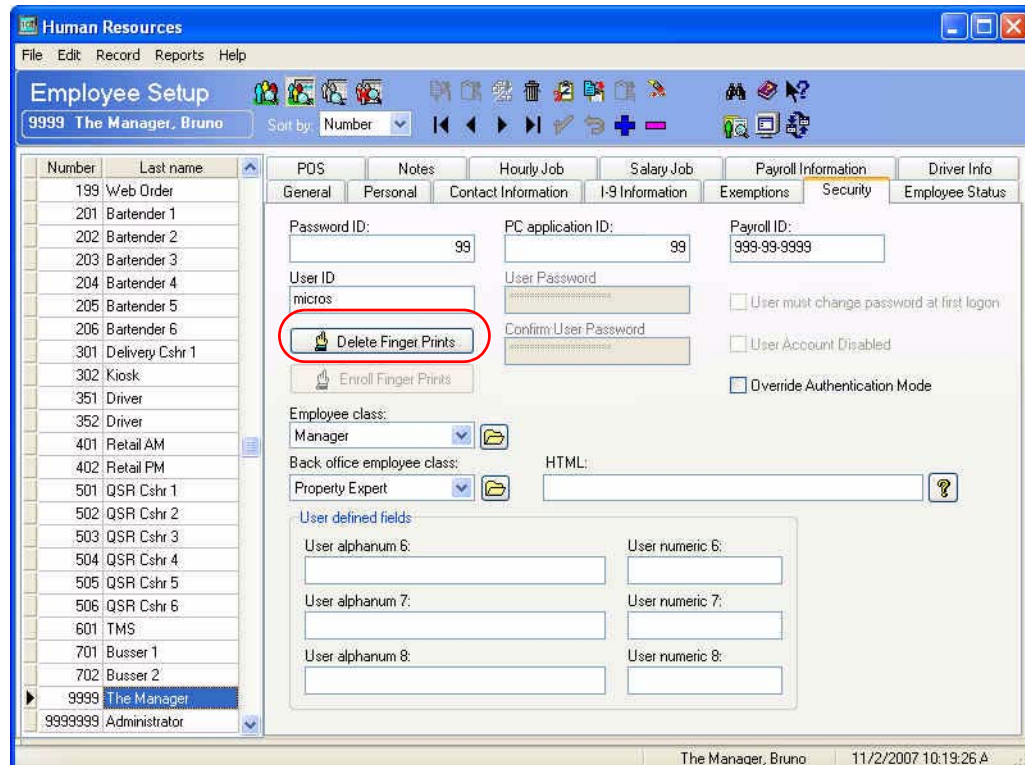 Human Resources
File Edit Record Reports Help
Employee Setup
9999 The Manager, Bruno
Sort by: Number
Number Last name
199 Web Order
201 Bartender 1
202 Bartender 2
203 Bartender 3
204 Bartender 4
205 Bartender 5
206 Bartender 6
301 Delivery Cshr 1
302 Kiosk
351 Driver
352 Driver
401 Retail AM
402 Retail PM
501 QSR Cshr 1
502 QSR Cshr 2
503 QSR Cshr 3
504 QSR Cshr 4
505 QSR Cshr 5
506 QSR Cshr 6
601 TMS
701 Busser 1
702 Busser 2
9999 The Manager
9999999 Administrator
POS Notes Hourly Job Salary Job Payroll Information Driver Info
General Personal Contact Information I-9 Information Exemptions Security Employee Status
Password ID: PC application ID: Payroll ID:
99 99 999-99-9999
User ID User Password
micros
User must change password at first logon
Confirm User Password
Delete Finger Prints
User Account Disabled
Enroll Finger Prints
Override Authentication Mode
Employee class:
Manager
Back office employee class: HTML:
Property Expert
User defined fields
User alphanum 6: User numeric 6:
User alphanum 7: User numeric 7:
User alphanum 8: User numeric 8:
The Manager, Bruno 11/2/2007 10:19:26 A